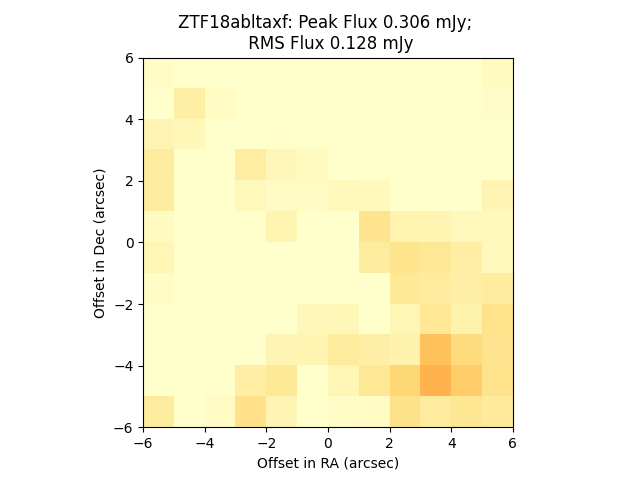 ZTF18abltaxf: Peak Flux 0.306 mJy;
RMS Flux 0.128 mJy
6
4
2
0
−2
−4
−6
Offset in Dec (arcsec)
−6 −4 −2 0 2 4 6
Offset in RA (arcsec)